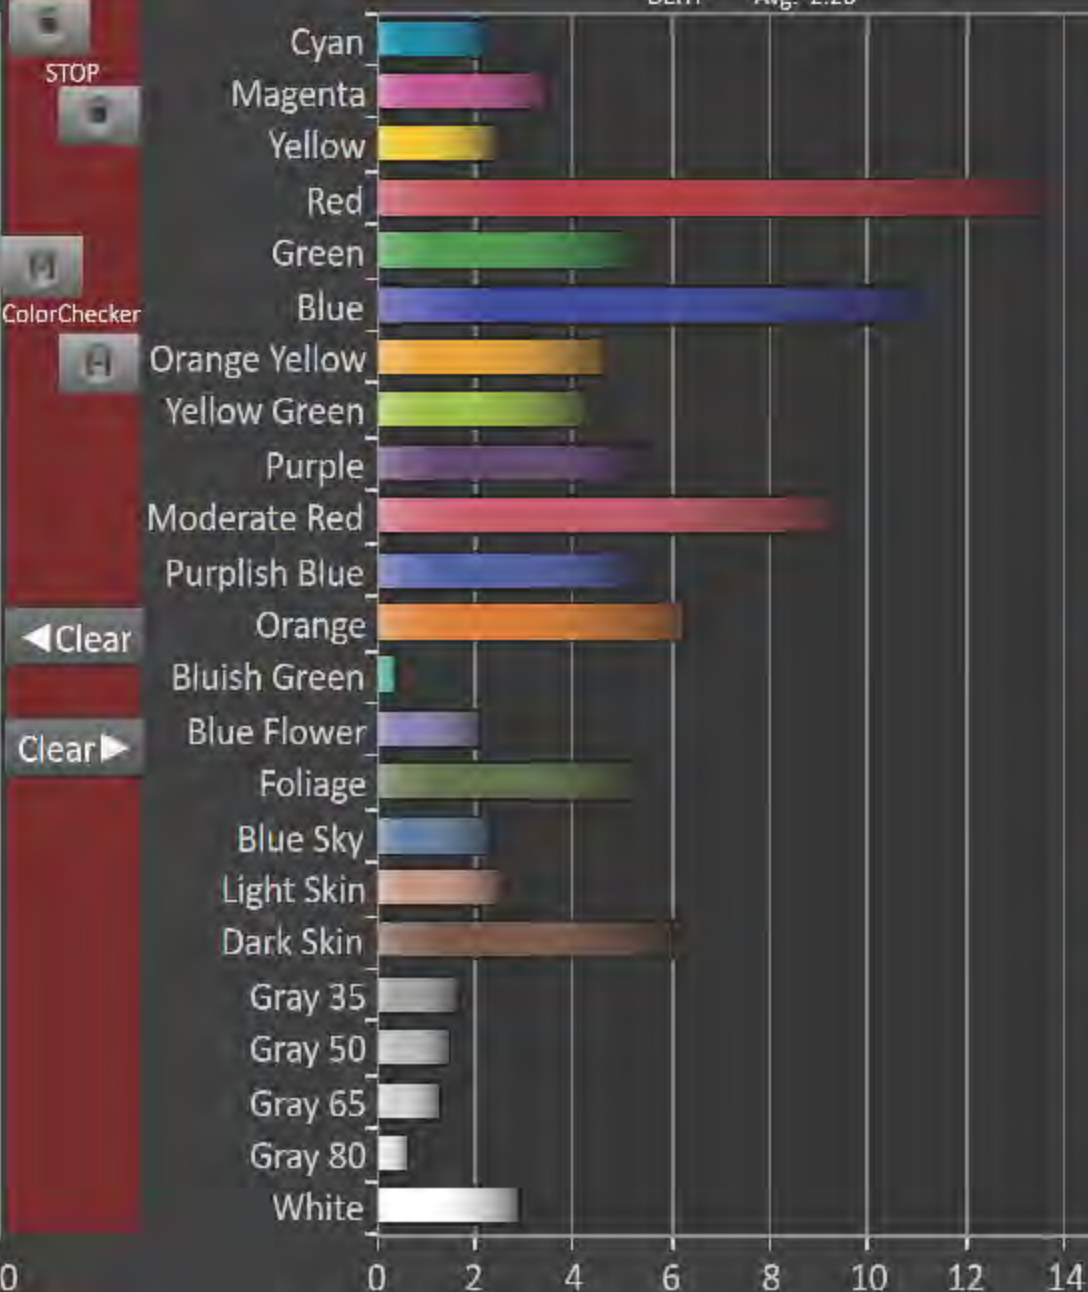 STOP
ColorChecker
◀Clear
Clear▶
Cyan
Magenta
Yellow
Red
Green
Blue
Orange Yellow
Yellow Green
Purple
Moderate Red
Purplish Blue
Orange
Bluish Green
Blue Flower
Foliage
Blue Sky
Light Skin
Dark Skin
Gray 35
Gray 50
Gray 65
Gray 80
White
0 0 2 4 6 8 10 12 14